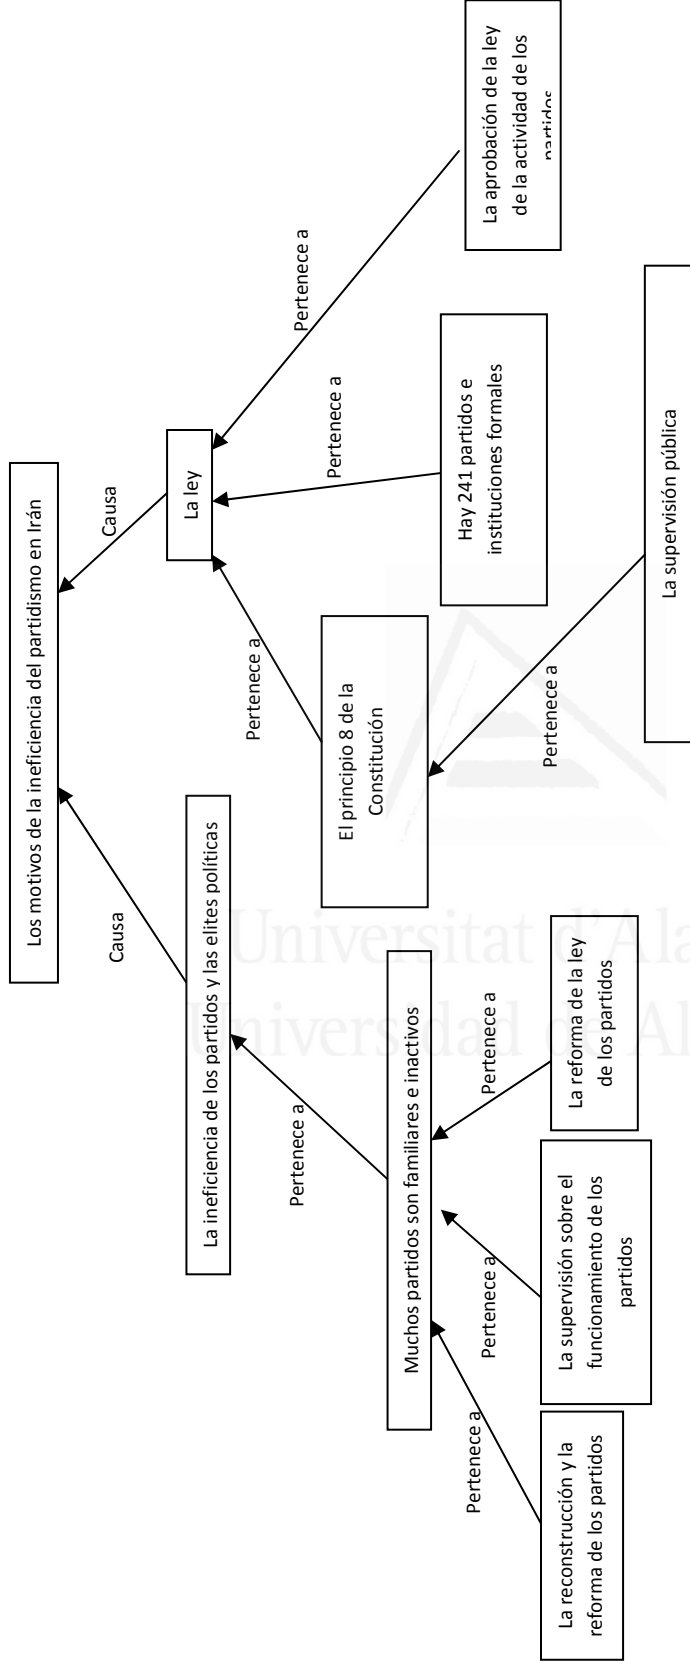 Los motivos de la ineficiencia del partidismo en Irán
Causa
Causa
La ineficiencia de los partidos y las elites políticas
La ley
Pertenece a
Pertenece a
Pertenece a
Pertenece a
Muchos partidos son familiares e inactivos
El principio 8 de la
Constitución
Hay 241 partidos e
instituciones formales
La aprobación de la ley
de la actividad de los
partidos
Pertenece a
Pertenece a
Pertenece a
Pertenece a
La reconstrucción y la
reforma de los partidos
La supervisión sobre el
funcionamiento de los
partidos
La reforma de la ley
de los partidos
La supervisión pública
Universitat d'Ala
Universidad de Al